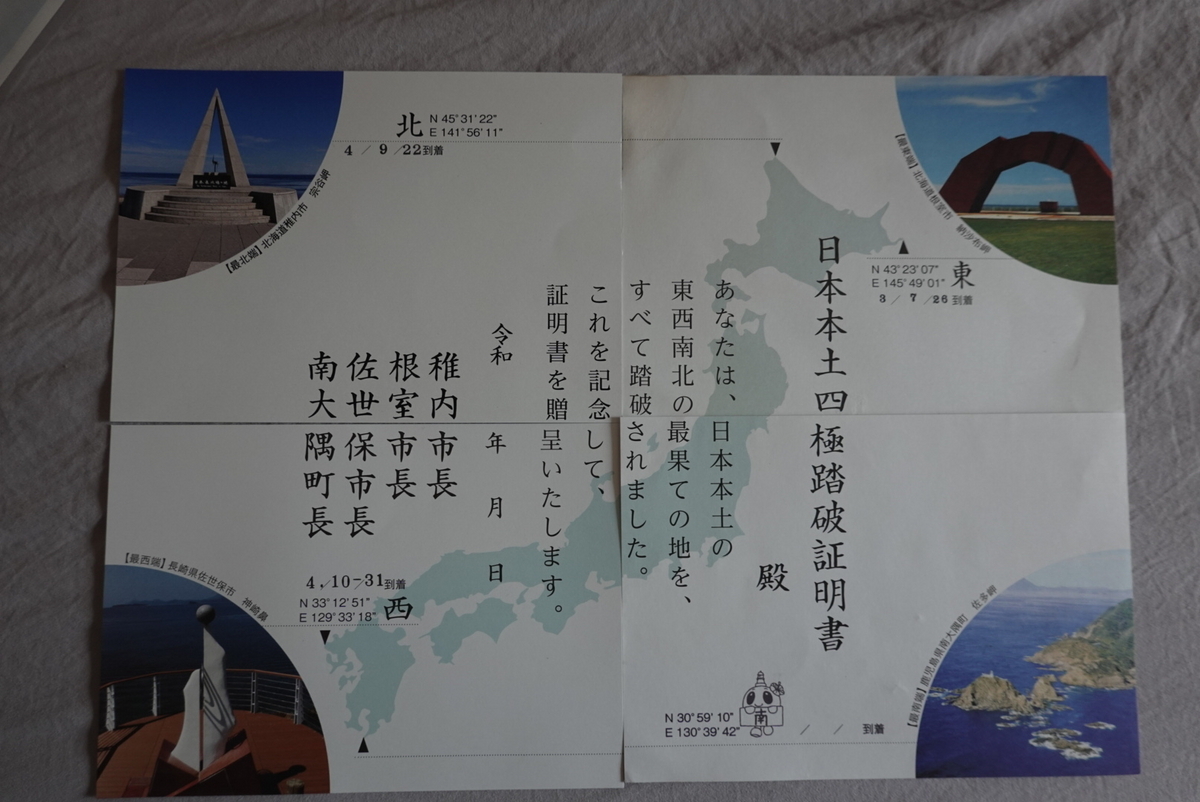 北
N 45°31'22"
E 141°56'11"
4 / 9 /22到着
【最北端】北海道稚内市 宗谷岬
【最東端】北海道根室市 納沙布岬
N 43°23'07"
E 145°49'01"
東
3 / 7 /26到着
日本本土四極踏破証明書
殿
あなたは、日本本土の
東西南北の最果ての地を、
すべて踏破されました。
これを記念して、
証明書を贈呈いたします。
令和 年 月 日
稚内市長
根室市長
佐世保市長
南大隅町長
【最西端】長崎県佐世保市 神崎鼻
4./10-31到着
N 33°12'51"
E 129°33'18"
西
南
N 30°59'10"
E 130°39'42"
/ / 到着
【最南端】鹿児島県南大隅町 佐多岬